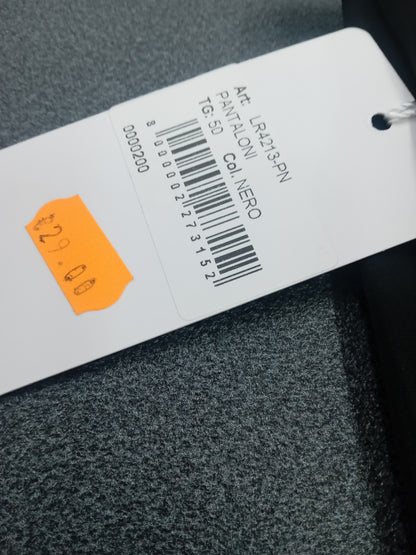 Art: LR4213-PN
PANTALONI
TG: 50 Col. NERO
8 000002 273152
0000200
€29.00